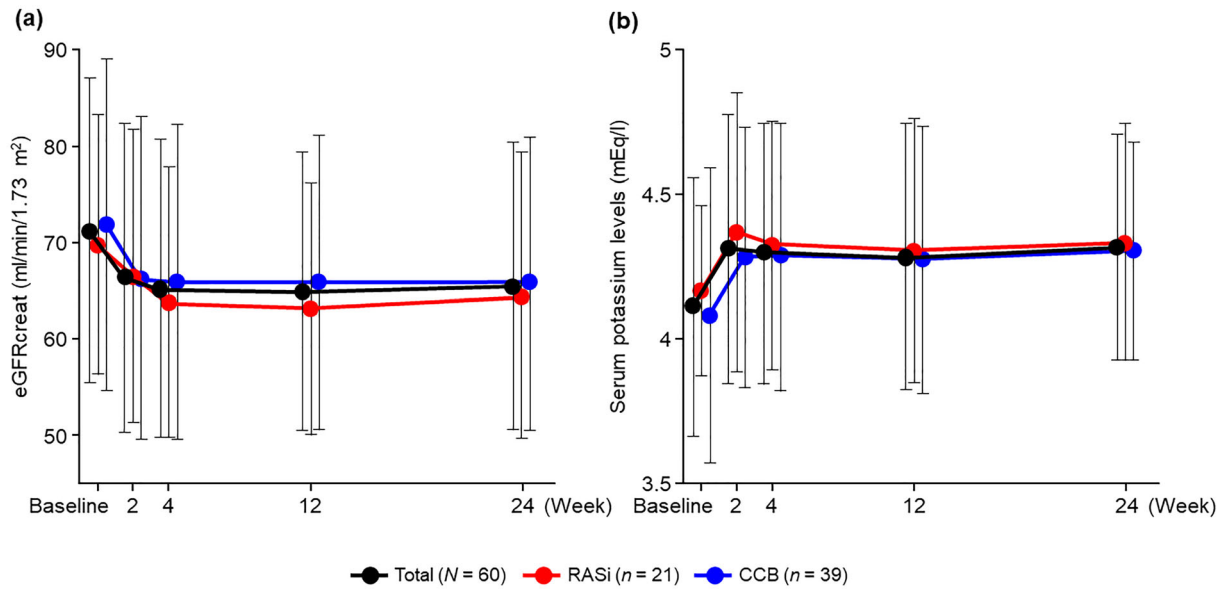 (a)
eGFRcreat (ml/min/1.73 m²)
90
80
70
60
50
Baseline 2 4 12 24 (Week)
(b)
Serum potassium levels (mEq/l)
5
4.5
4
3.5
Baseline 2 4 12 24 (Week)
Total (N = 60) RASi (n = 21) CCB (n = 39)